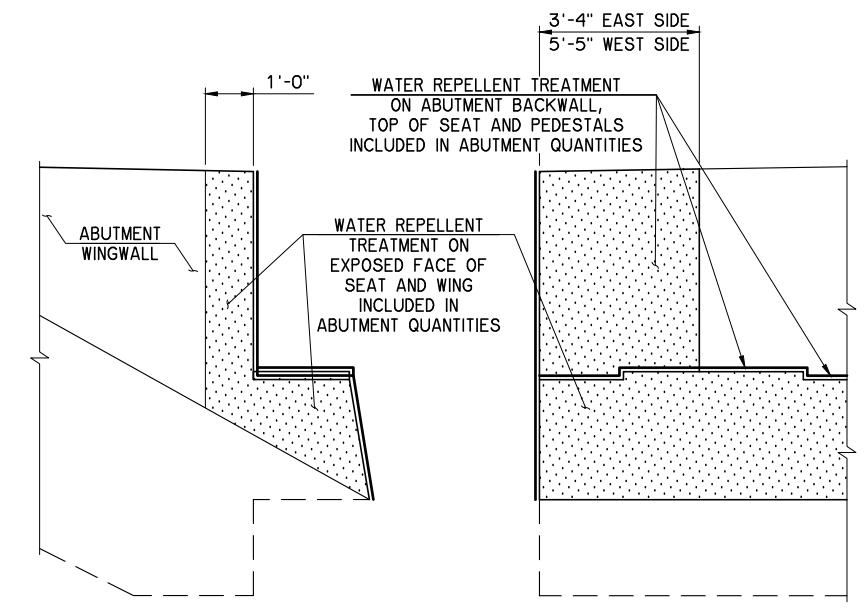 3'-4" EAST SIDE
5'-5" WEST SIDE
1'-0"
WATER REPELLENT TREATMENT
ON ABUTMENT BACKWALL,
TOP OF SEAT AND PEDESTALS
INCLUDED IN ABUTMENT QUANTITIES
ABUTMENT
WINGWALL
WATER REPELLENT
TREATMENT ON
EXPOSED FACE OF
SEAT AND WING
INCLUDED IN
ABUTMENT QUANTITIES